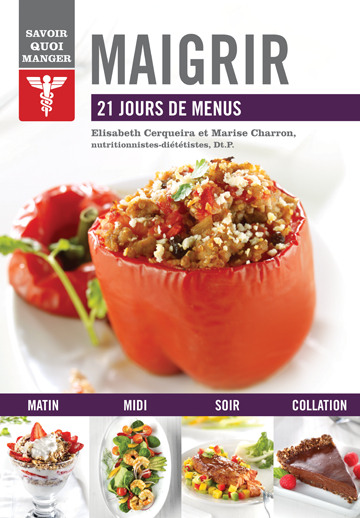 SAVOIR
QUOI
MANGER
MAIGRIR
21 JOURS DE MENUS
Elisabeth Cerqueira et Marise Charron,
nutritionnistes-diététistes, Dt.P.
MATIN
MIDI
SOIR
COLLATION